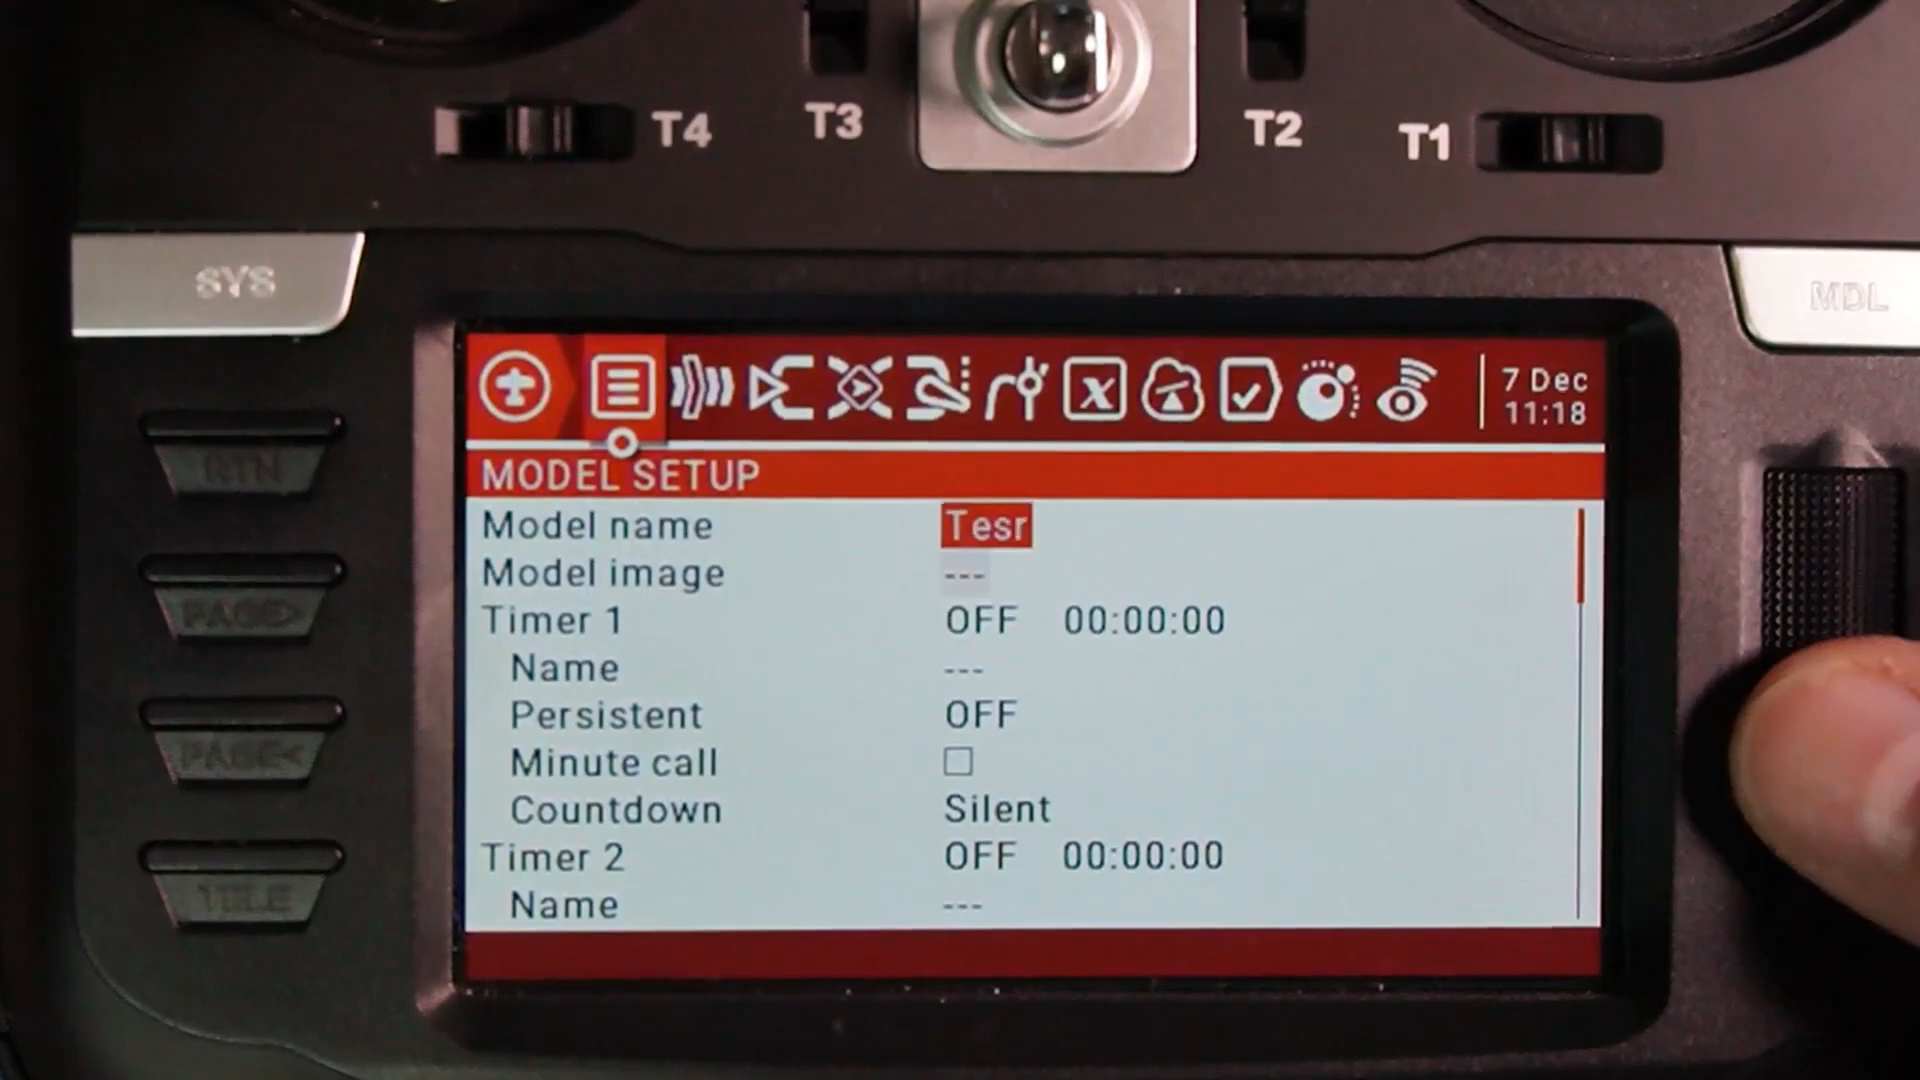 T4 T3 T2 T1
SYS
MDL
7 Dec
11:18
MODEL SETUP
Model name Tesr
Model image ---
Timer 1 OFF 00:00:00
Name ---
Persistent OFF
Minute call
Countdown Silent
Timer 2 OFF 00:00:00
Name ---
RTN
PAGE>
PAGE<
TELE